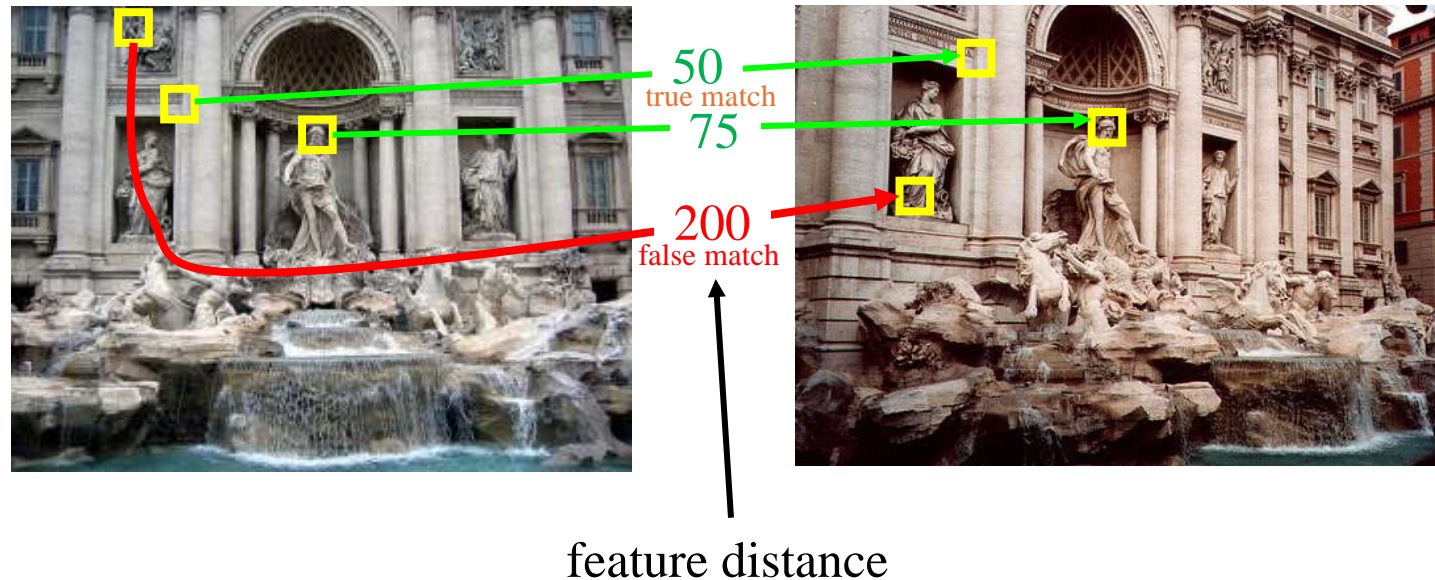 50
true match
75
200
false match
feature distance